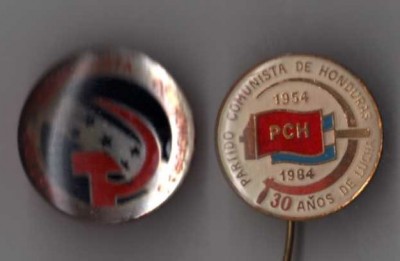 PARTIDO COMUNISTA DE HONDURAS
1954
PCH
1984
30 AÑOS DE LUCHA